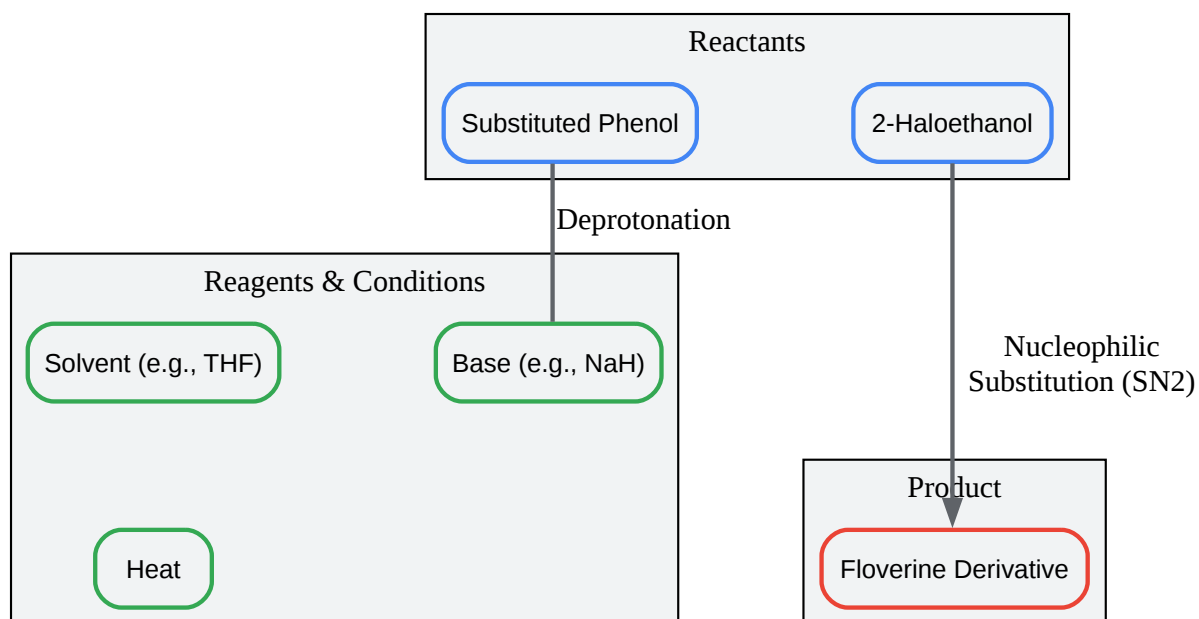 Reactants
Substituted Phenol
2-Haloethanol
Deprotonation
Reagents & Conditions
Solvent (e.g., THF)
Base (e.g., NaH)
Nucleophilic
Substitution (SN2)
Product
Heat
Floverine Derivative